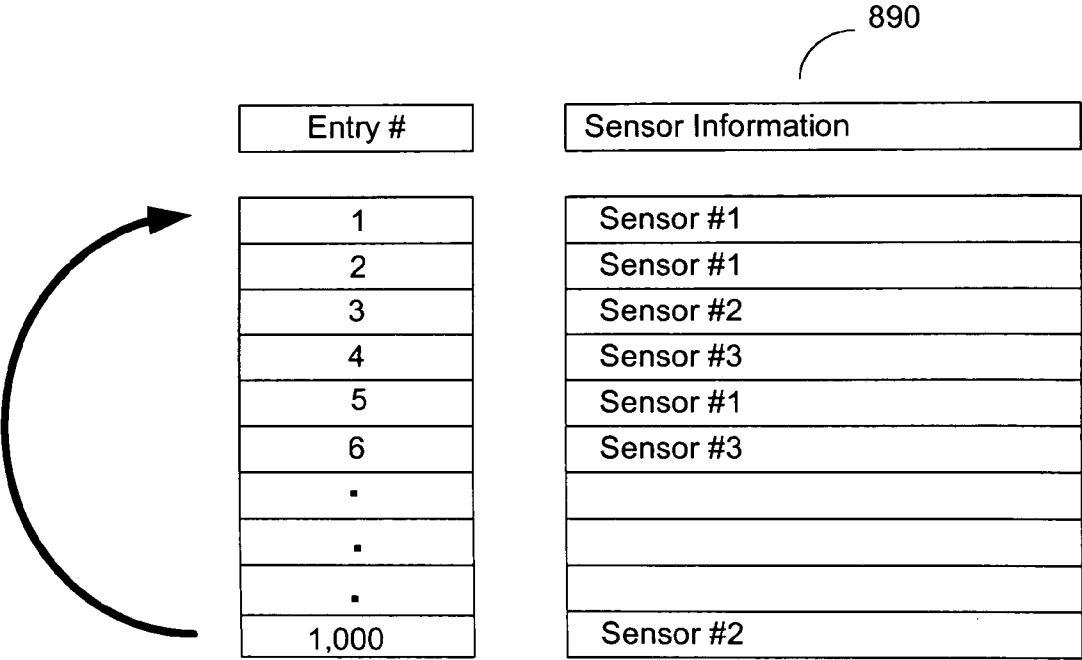 890
Entry # Sensor Information
1 Sensor #1
2 Sensor #1
3 Sensor #2
4 Sensor #3
5 Sensor #1
6 Sensor #3
.
.
.
1,000 Sensor #2